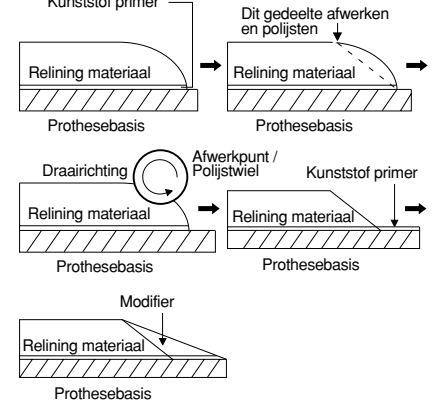 Kunststof primer
Relining materiaal
Prothesebasis
Dit gedeelte afwerken
en polijsten
Relining materiaal
Prothesebasis
Draairichting
Afwerkpunt /
Polijstwiel
Relining materiaal
Prothesebasis
Kunststof primer
Relining materiaal
Prothesebasis
Modifier
Relining materiaal
Prothesebasis